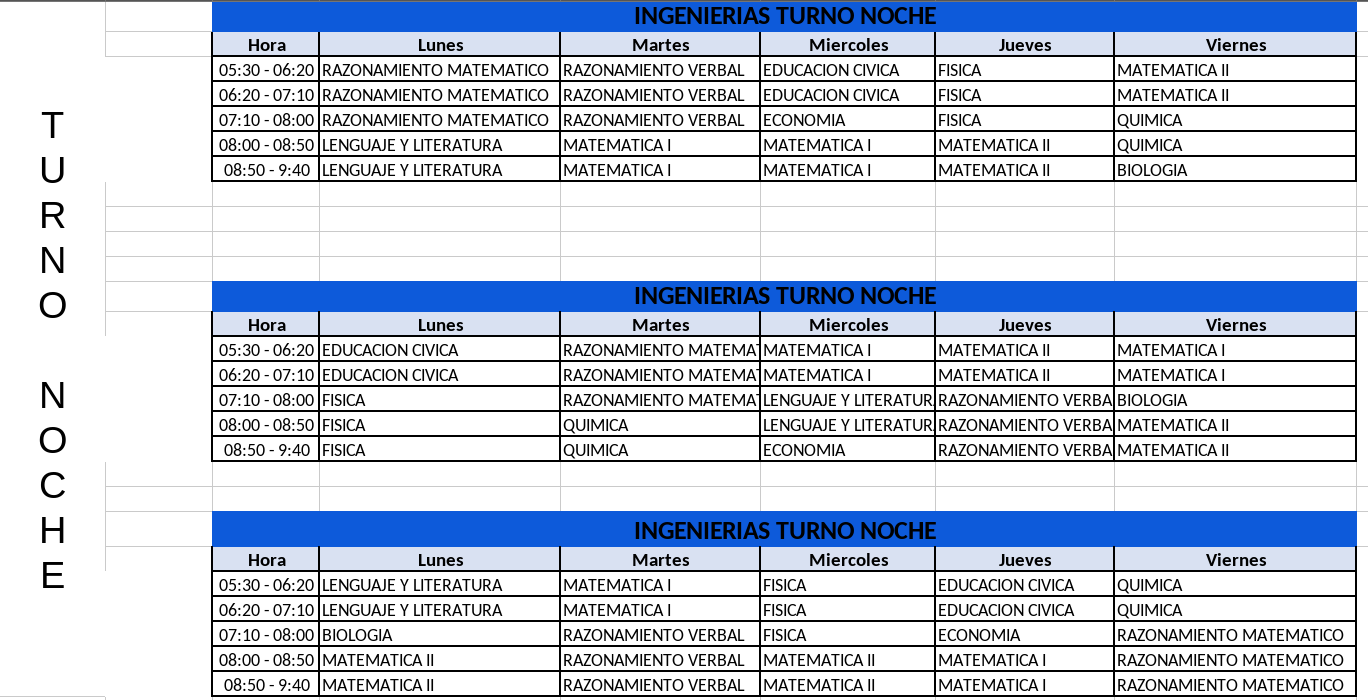 TURNO NOCHE
INGENIERIAS TURNO NOCHE
Hora Lunes Martes Miercoles Jueves Viernes
05:30 - 06:20 RAZONAMIENTO MATEMATICO RAZONAMIENTO VERBAL EDUCACION CIVICA FISICA MATEMATICA II
06:20 - 07:10 RAZONAMIENTO MATEMATICO RAZONAMIENTO VERBAL EDUCACION CIVICA FISICA MATEMATICA II
07:10 - 08:00 RAZONAMIENTO MATEMATICO RAZONAMIENTO VERBAL ECONOMIA FISICA QUIMICA
08:00 - 08:50 LENGUAJE Y LITERATURA MATEMATICA I MATEMATICA I MATEMATICA II QUIMICA
08:50 - 9:40 LENGUAJE Y LITERATURA MATEMATICA I MATEMATICA I MATEMATICA II BIOLOGIA
INGENIERIAS TURNO NOCHE
Hora Lunes Martes Miercoles Jueves Viernes
05:30 - 06:20 EDUCACION CIVICA RAZONAMIENTO MATEMAT MATEMATICA I MATEMATICA II MATEMATICA I
06:20 - 07:10 EDUCACION CIVICA RAZONAMIENTO MATEMAT MATEMATICA I MATEMATICA II MATEMATICA I
07:10 - 08:00 FISICA RAZONAMIENTO MATEMAT LENGUAJE Y LITERATUR RAZONAMIENTO VERBA BIOLOGIA
08:00 - 08:50 FISICA QUIMICA LENGUAJE Y LITERATUR RAZONAMIENTO VERBA MATEMATICA II
08:50 - 9:40 FISICA QUIMICA ECONOMIA RAZONAMIENTO VERBA MATEMATICA II
INGENIERIAS TURNO NOCHE
Hora Lunes Martes Miercoles Jueves Viernes
05:30 - 06:20 LENGUAJE Y LITERATURA MATEMATICA I FISICA EDUCACION CIVICA QUIMICA
06:20 - 07:10 LENGUAJE Y LITERATURA MATEMATICA I FISICA EDUCACION CIVICA QUIMICA
07:10 - 08:00 BIOLOGIA RAZONAMIENTO VERBAL FISICA ECONOMIA RAZONAMIENTO MATEMATICO
08:00 - 08:50 MATEMATICA II RAZONAMIENTO VERBAL MATEMATICA II MATEMATICA I RAZONAMIENTO MATEMATICO
08:50 - 9:40 MATEMATICA II RAZONAMIENTO VERBAL MATEMATICA II MATEMATICA I RAZONAMIENTO MATEMATICO